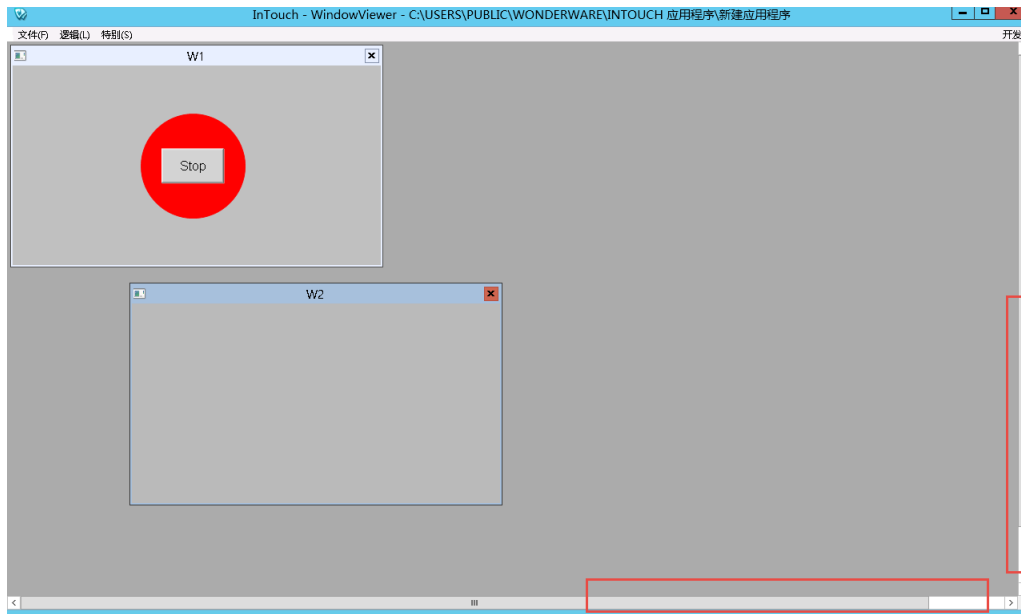 InTouch - WindowViewer - C:\USERS\PUBLIC\WONDERWARE\INTOUCH 应用程序\新建应用程序
文件(F) 逻辑(L) 特别(S) 开发
W1
Stop
W2